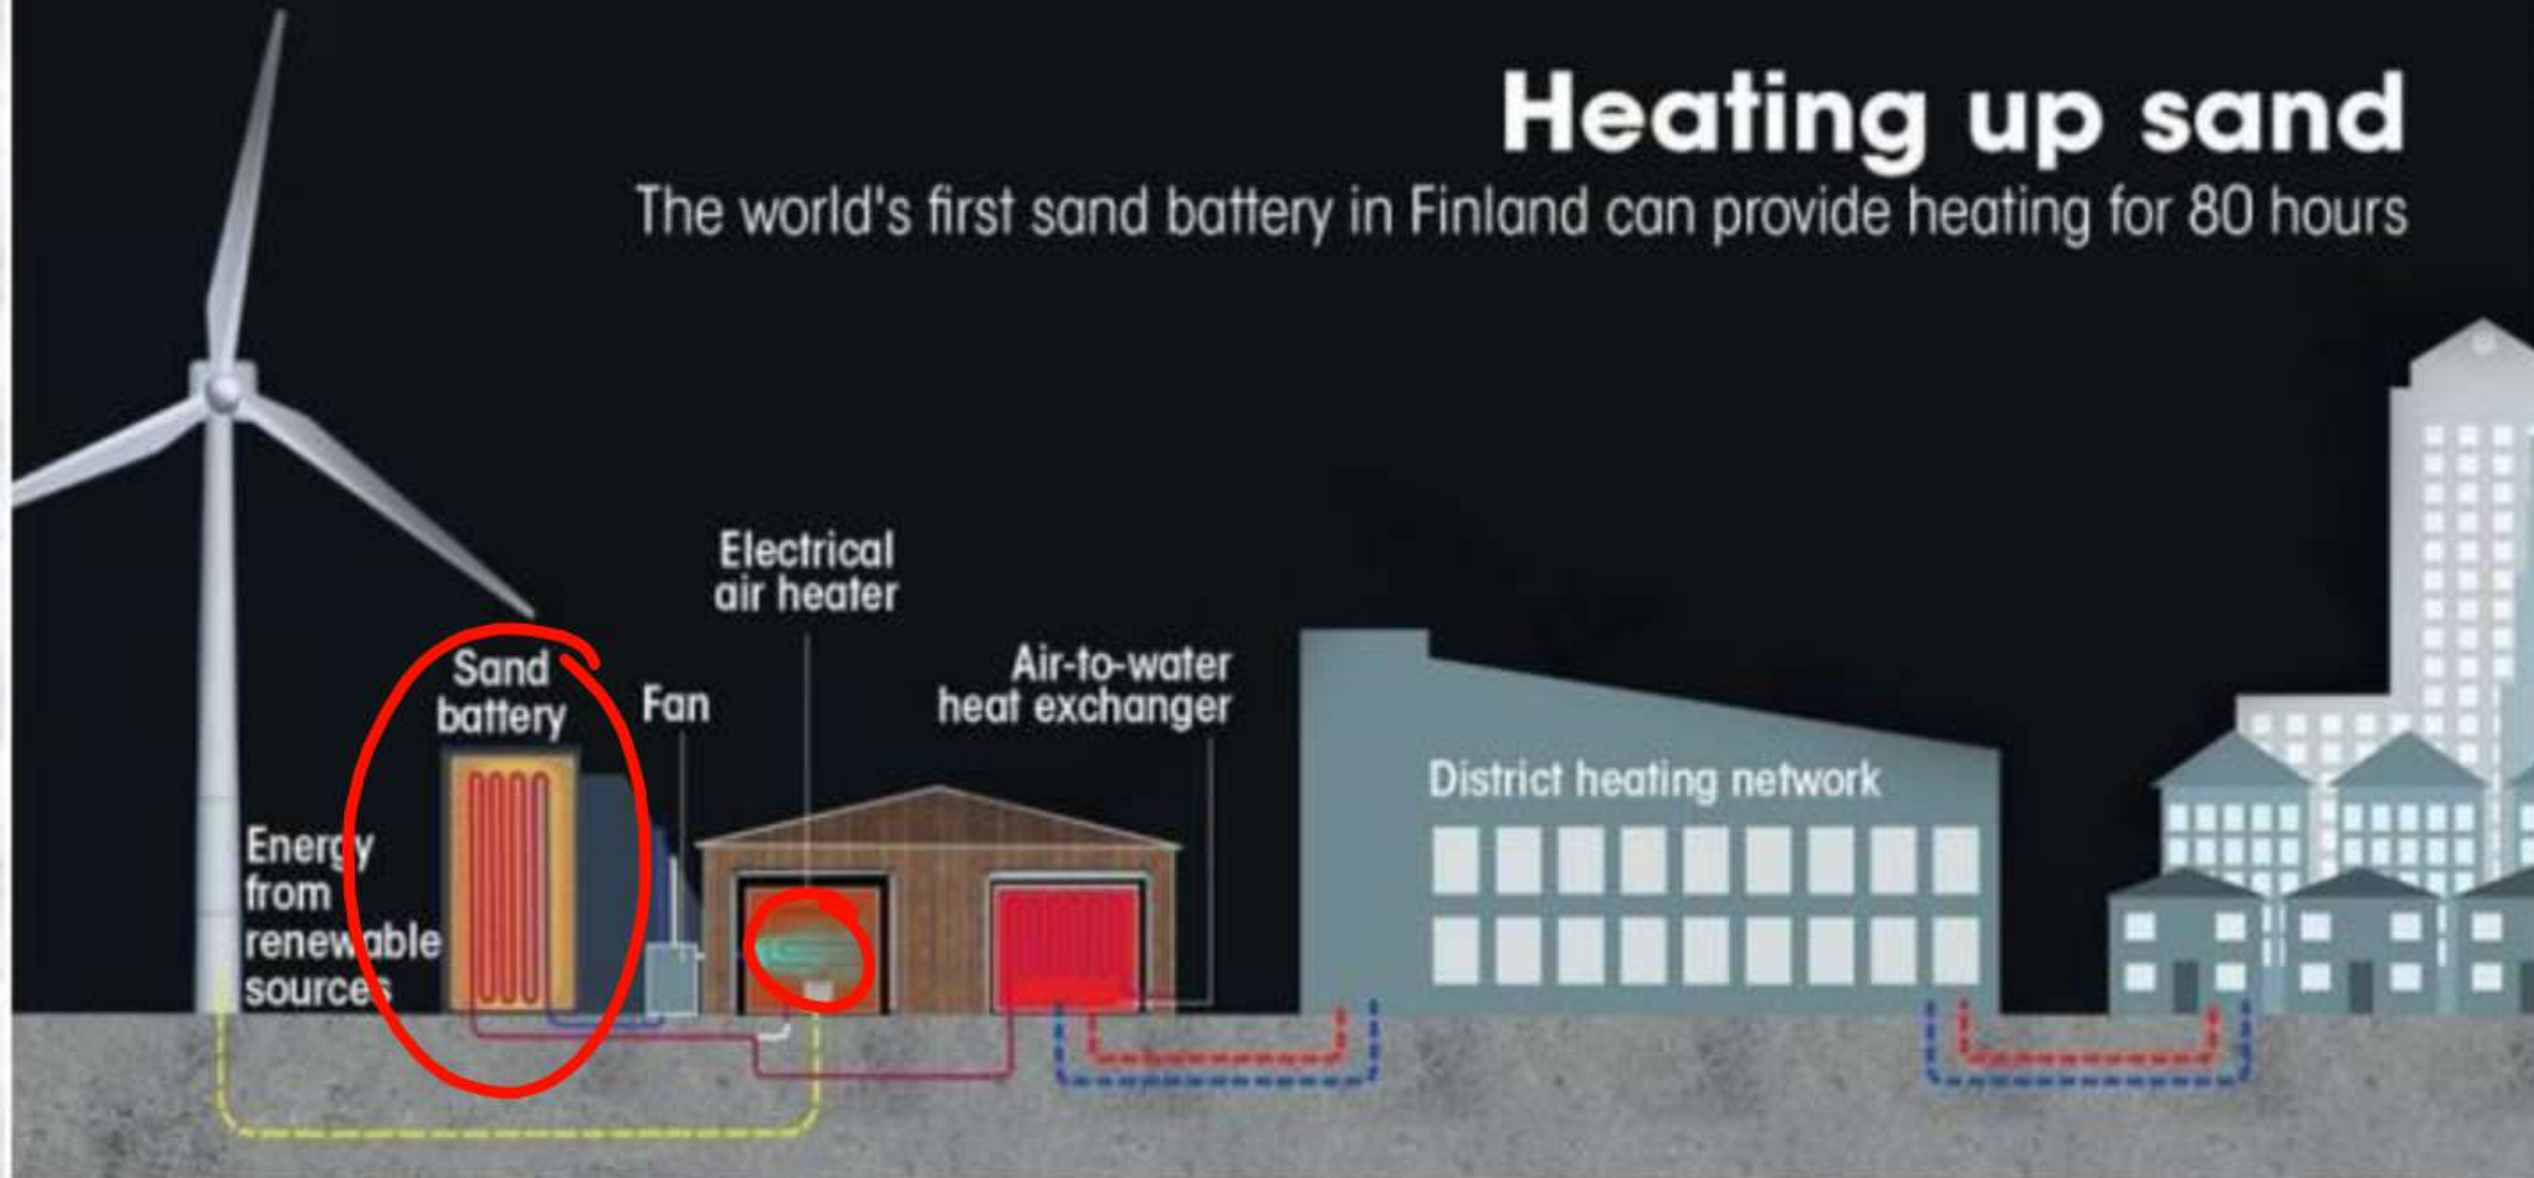 Heating up sand
The world's first sand battery in Finland can provide heating for 80 hours
Electrical
air heater
Sand
battery
Fan
Air-to-water
heat exchanger
District heating network
Energy
from
renewable
sources